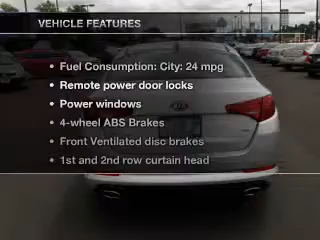 VEHICLE FEATURES
• Fuel Consumption: City: 24 mpg
• Remote power door locks
• Power windows
• 4-wheel ABS Brakes
• Front Ventilated disc brakes
• 1st and 2nd row curtain head
KIA